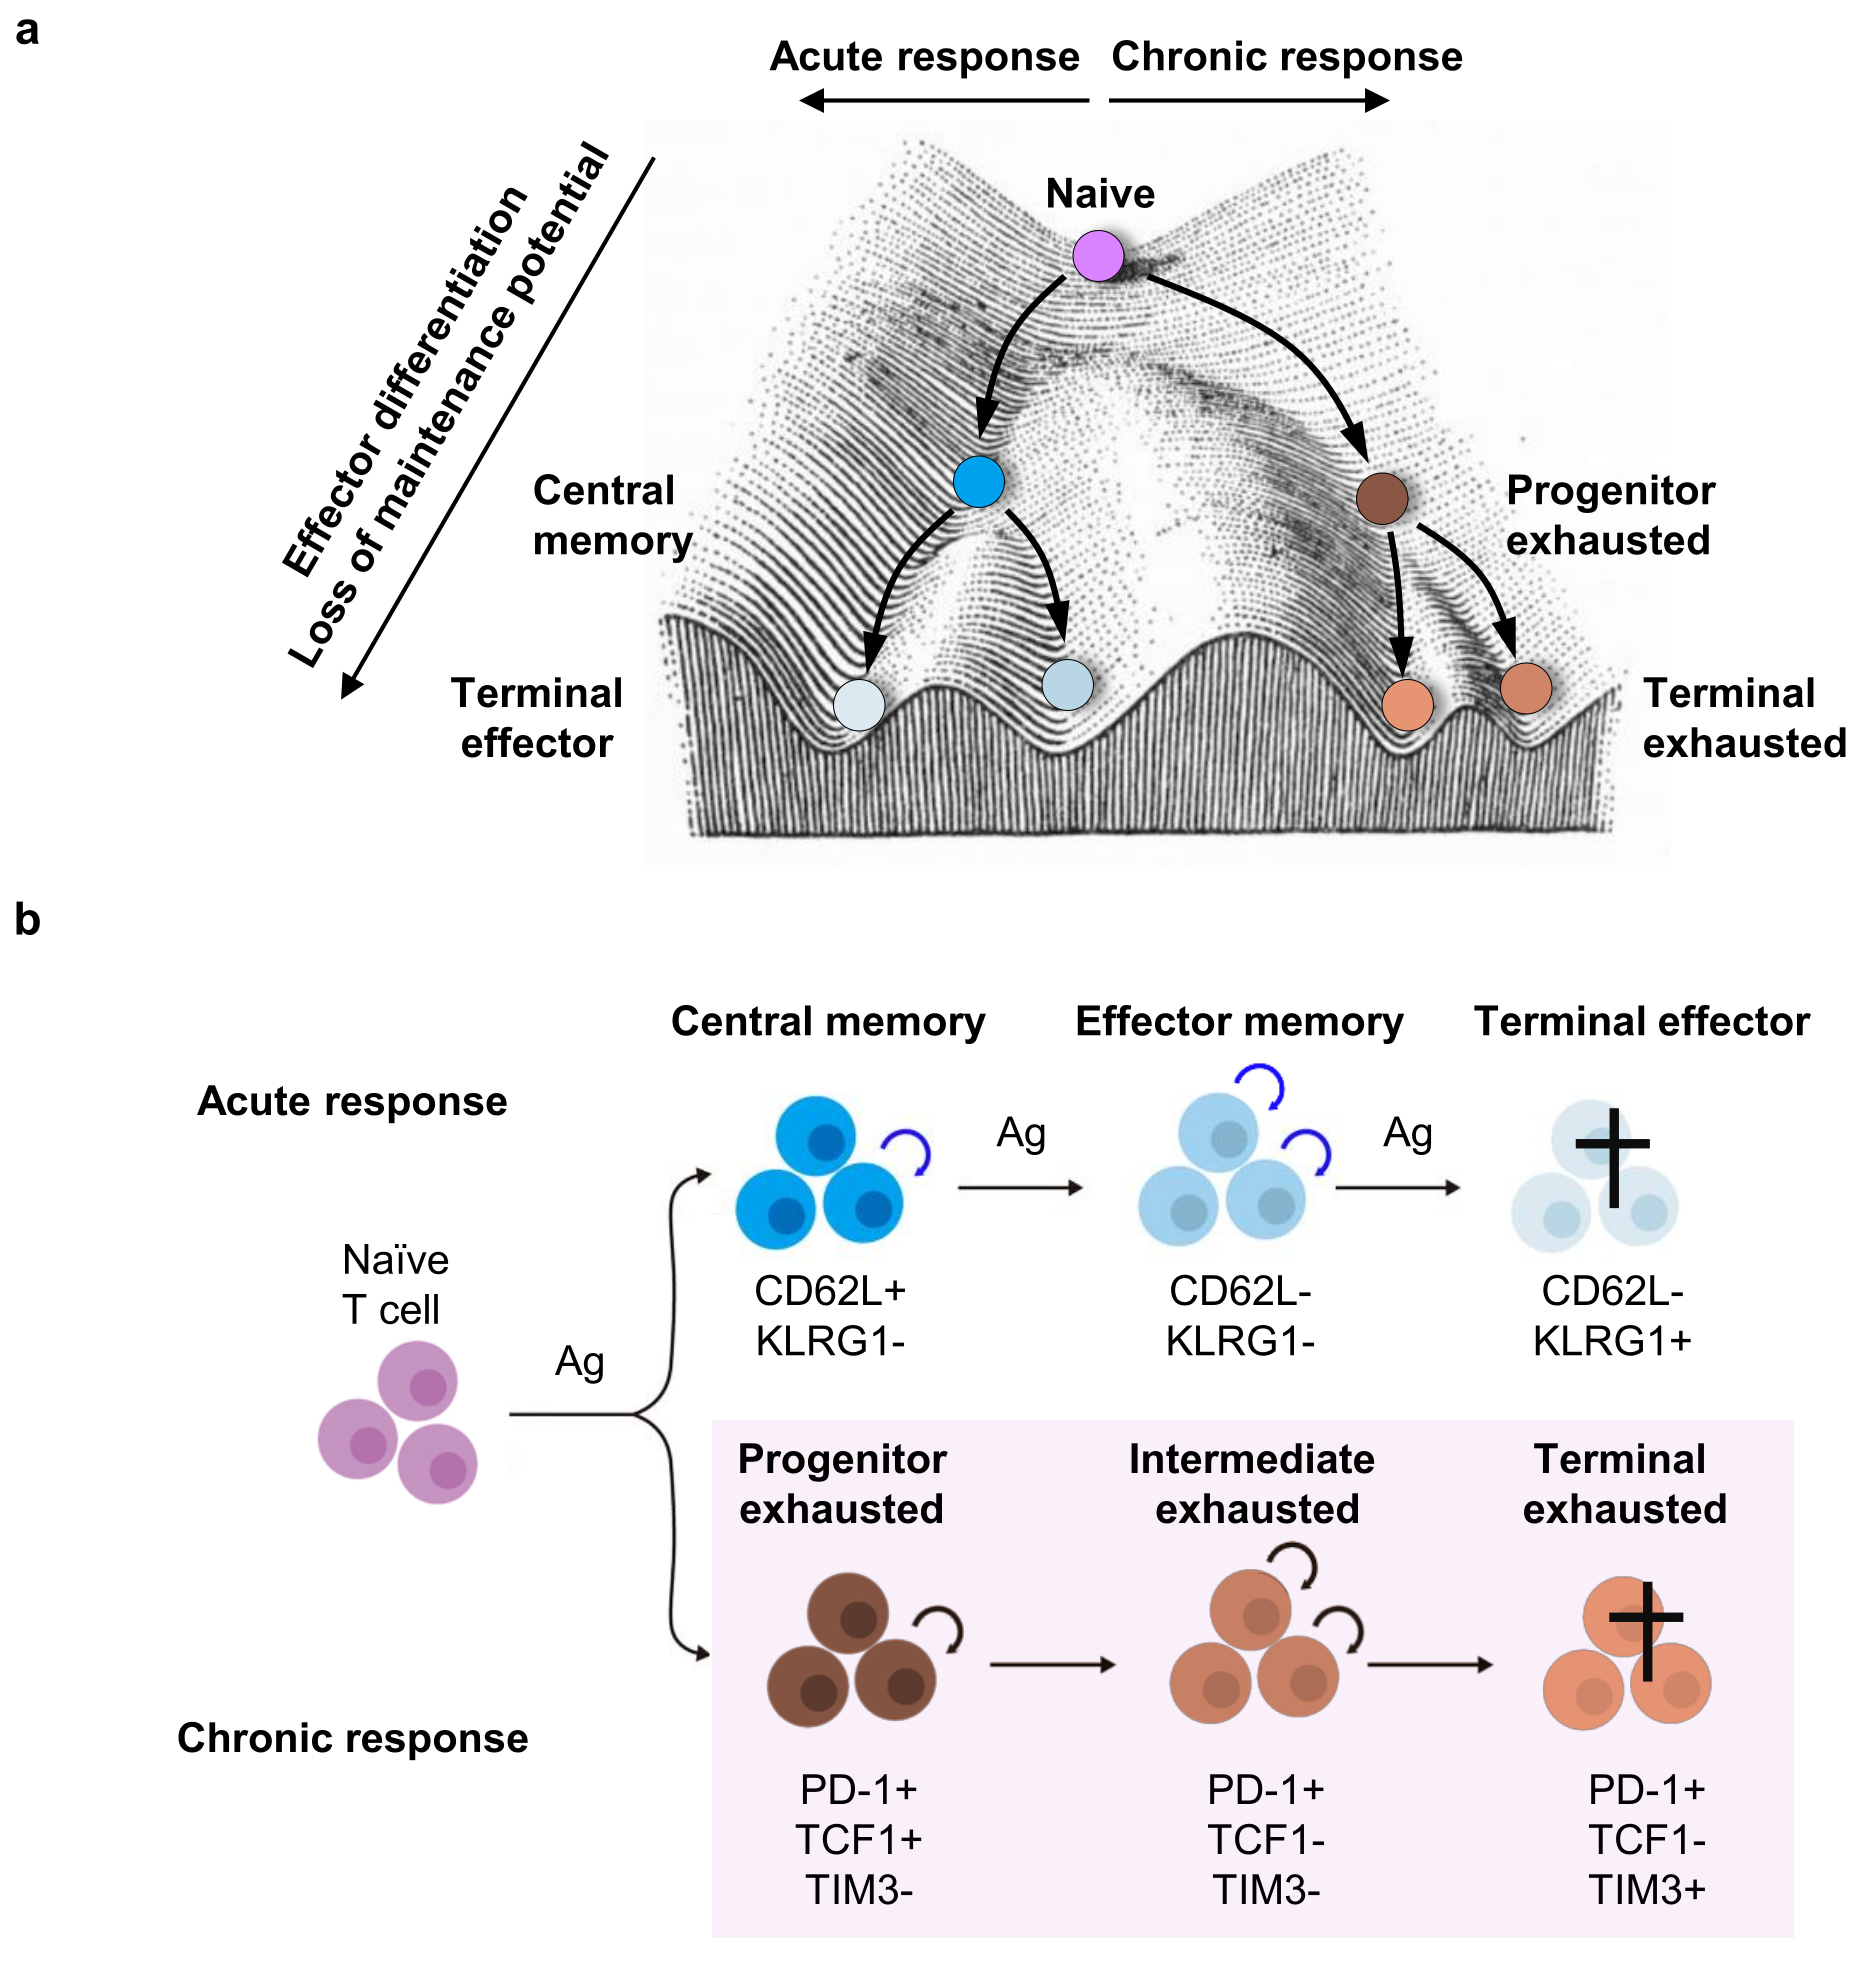 a
Acute response
Chronic response
Effector differentiation
Loss of maintenance potential
Naive
Central
memory
Progenitor
exhausted
Terminal
effector
Terminal
exhausted
b
Central memory
Effector memory
Terminal effector
Acute response
Ag
Ag
Naïve
T cell
Ag
CD62L+
KLRG1-
CD62L-
KLRG1-
CD62L-
KLRG1+
Progenitor
exhausted
Intermediate
exhausted
Terminal
exhausted
Chronic response
PD-1+
TCF1+
TIM3-
PD-1+
TCF1-
TIM3-
PD-1+
TCF1-
TIM3+